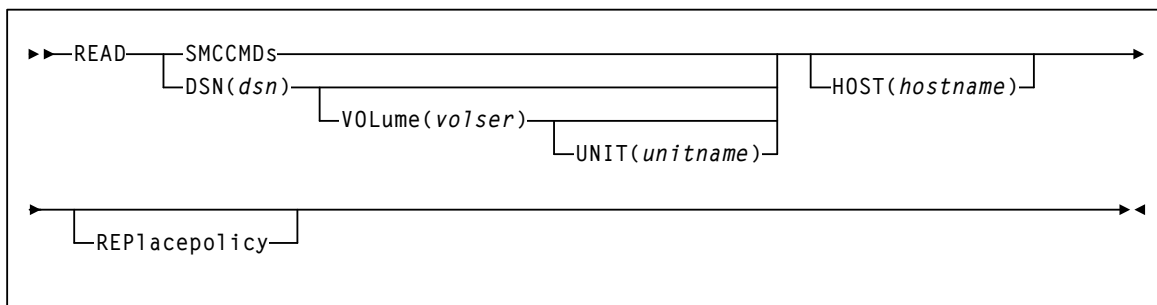 READ SMCCMDs
DSN(dsn) HOST(hostname)
VOLume(volser)
UNIT(unitname)
REPlacepolicy